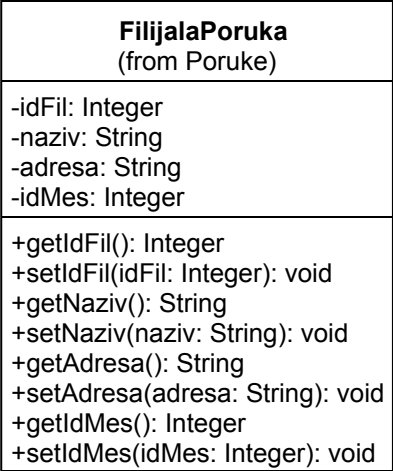 FilijalaPoruka
(from Poruke)
-idFil: Integer
-naziv: String
-adresa: String
-idMes: Integer
+getIdFil(): Integer
+setIdFil(idFil: Integer): void
+getNaziv(): String
+setNaziv(naziv: String): void
+getAdresa(): String
+setAdresa(adresa: String): void
+getIdMes(): Integer
+setIdMes(idMes: Integer): void